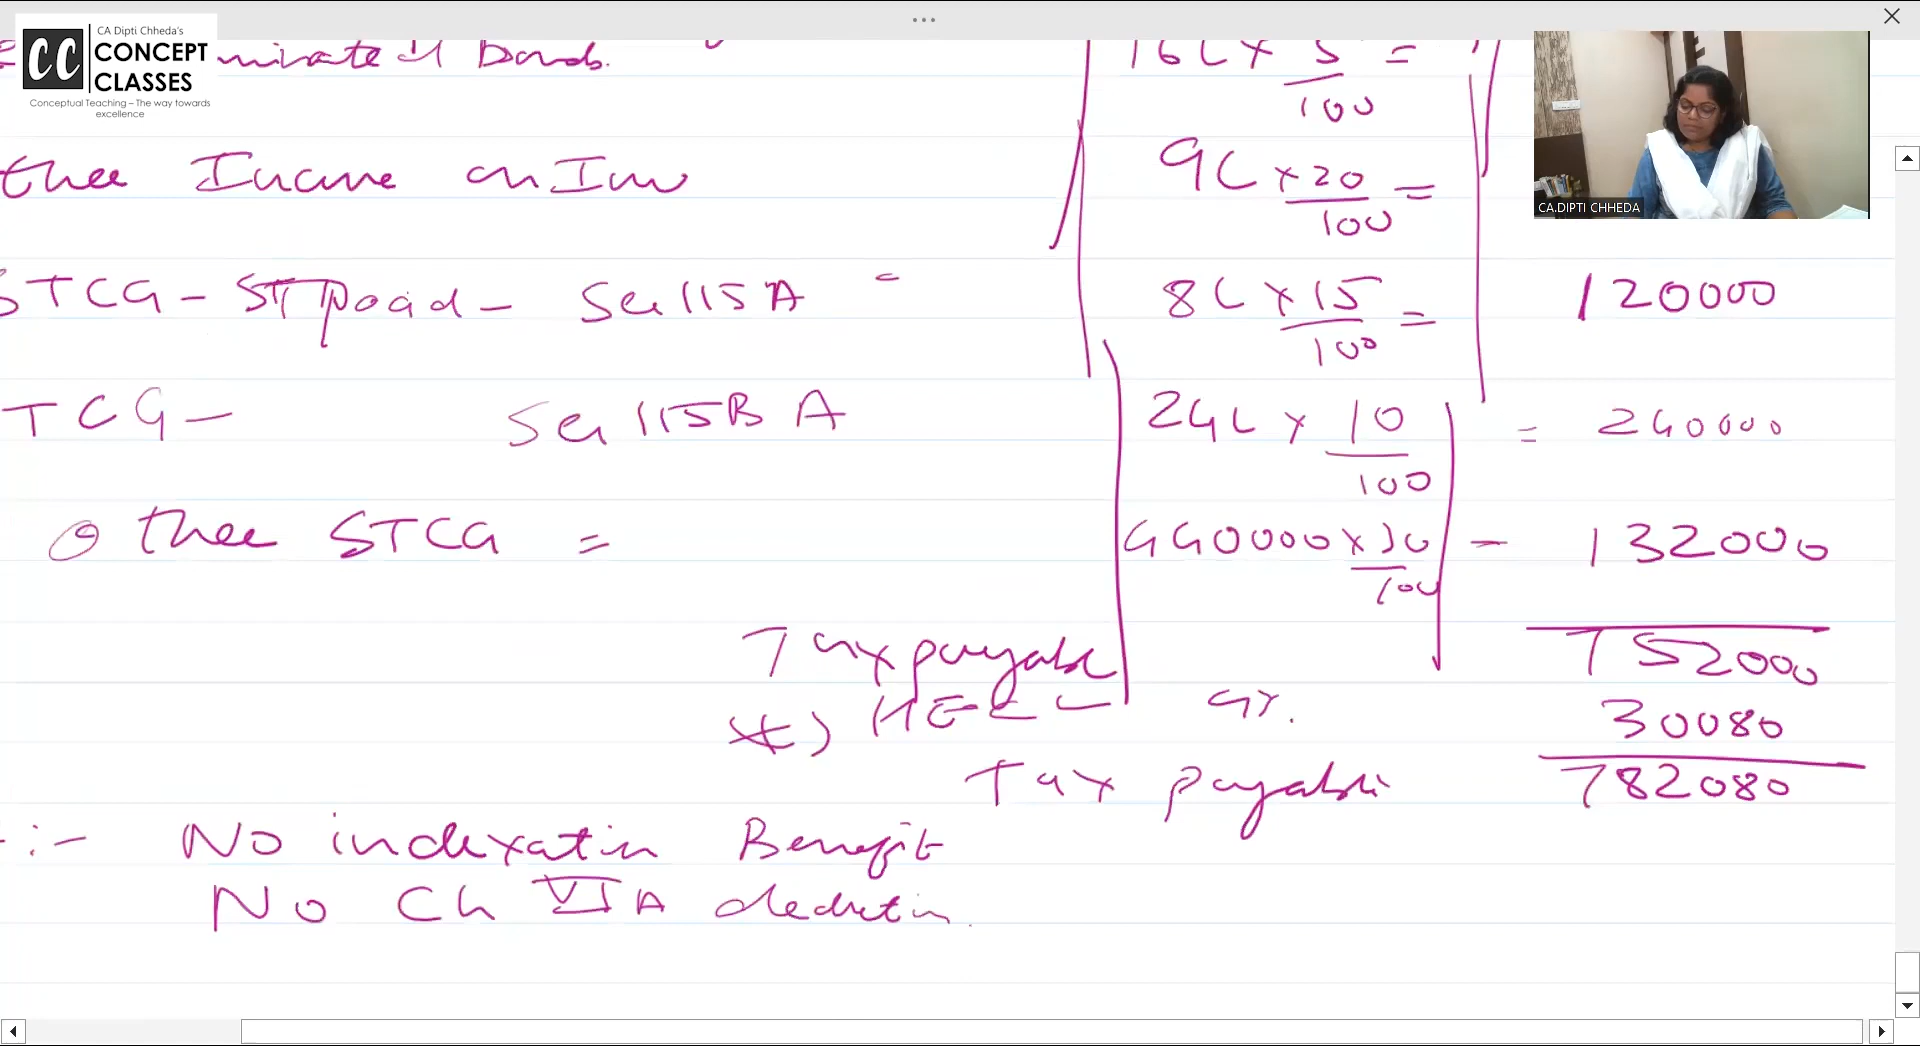 CA Dipti Chheda's
CC CONCEPT
CLASSES
Conceptual Teaching – The way towards
excellence
Bonds. 16L x 5 =
100
Income on Inv 9L x 20 =
100
STCG - STT paid - Sec 115A 8L x 15 = 120000
100
TCG - Sec 115BA 24L x 10 = 240000
100
Other STCG = 440000 x 30 - 132000
100
Tax payable 752000
HEC 4%. 30080
Tax payable 782080
:- No indexation Benefit
No Ch VIA deduction.
CA.DIPTI CHHEDA